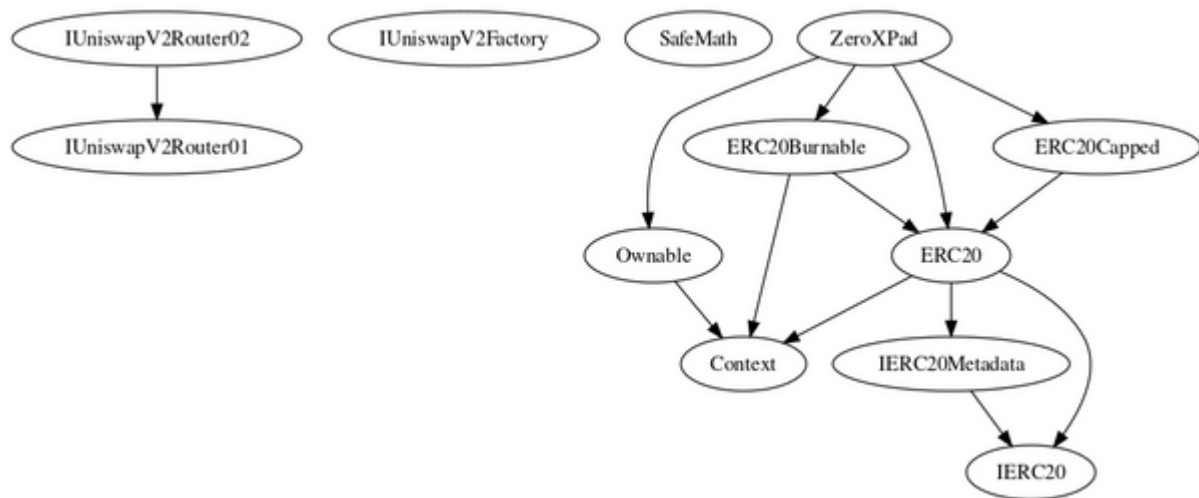 IUniswapV2Router02
IUniswapV2Factory
SafeMath
ZeroXPad
IUniswapV2Router01
ERC20Burnable
ERC20Capped
Ownable
ERC20
Context
IERC20Metadata
IERC20